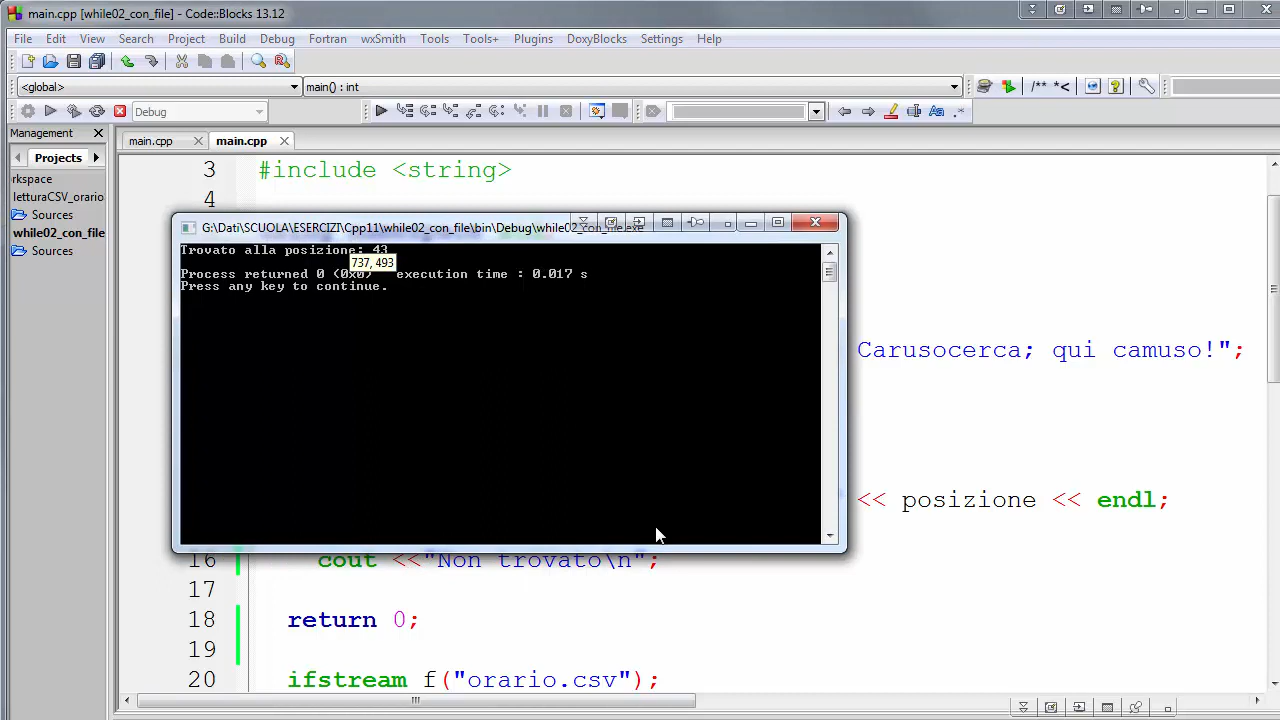 main.cpp [while02_con_file] - Code::Blocks 13.12
File Edit View Search Project Build Debug Fortran wxSmith Tools Tools+ Plugins DoxyBlocks Settings Help
<global> main() : int /** *<
Debug
Management main.cpp main.cpp
Projects
rkspace
letturaCSV_orario
Sources
while02_con_file
Sources
3 #include <string>
4
G:\Dati\SCUOLA\ESERCIZI\Cpp11\while02_con_file\bin\Debug\while02_con_file.exe
Trovato alla posizione: 43
737, 493
Process returned 0 (0x0) execution time : 0.017 s
Press any key to continue.
Carusocerca; qui camuso!";
<< posizione << endl;
16 cout <<"Non trovato\n";
17
18 return 0;
19
20 ifstream f("orario.csv");